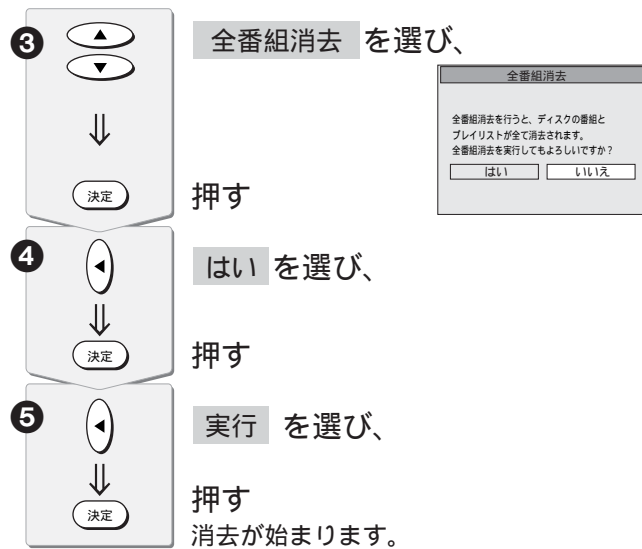 ③ 全番組消去 を選び、
決定 押す
全番組消去
全番組消去を行うと、ディスクの番組と
プレイリストが全て消去されます。
全番組消去を実行してもよろしいですか？
はい いいえ
④ はい を選び、
決定 押す
⑤ 実行 を選び、
決定 押す
消去が始まります。